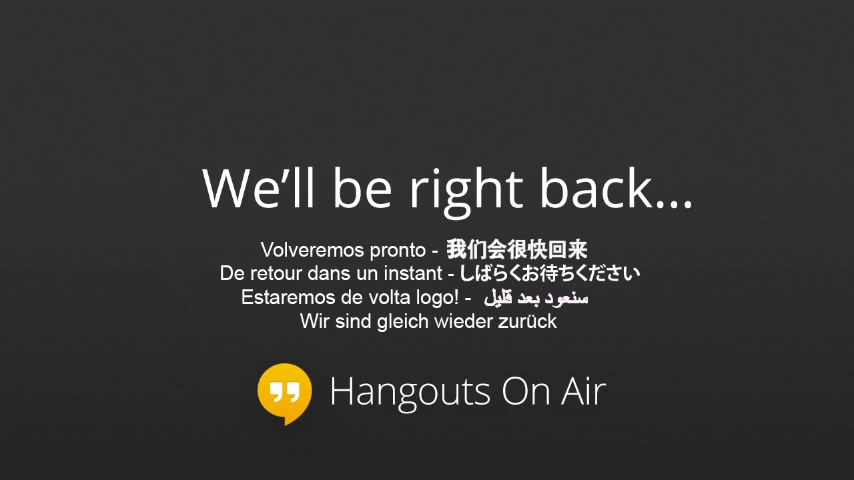 We'll be right back...
Volveremos pronto - 我们会很快回来
De retour dans un instant - しばらくお待ちください
Estaremos de volta logo! - سنعود بعد قليل
Wir sind gleich wieder zurück
Hangouts On Air